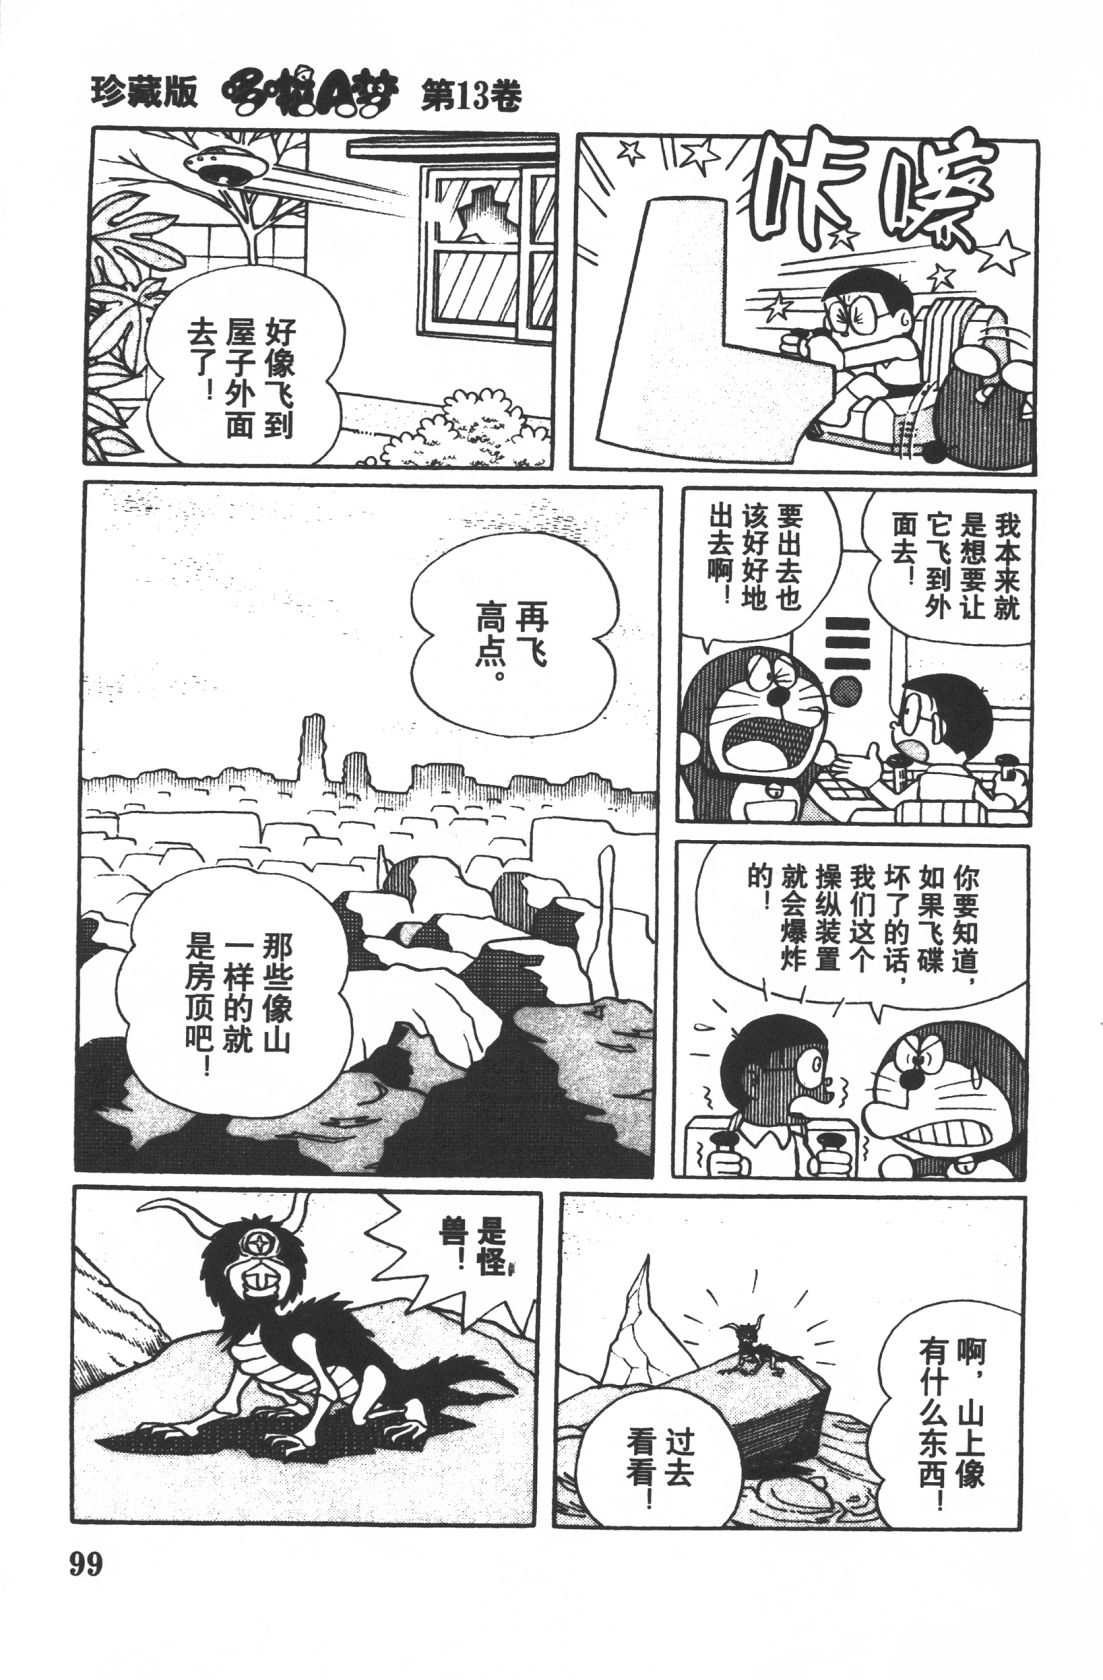 珍藏版 哆啦A梦 第13卷
咔嚓
好像飞到
屋子外面
去了！
我本来就
是想要让
它飞到外
面去！
要出去也
该好好地
出去啊！
再飞
高点。
那些像山
一样的就
是房顶吧！
你要知道，
如果飞碟
坏了的话，
我们这个
操纵装置
就会爆炸
的！
啊，山上像
有什么东西！
过去
看看！
是怪
兽！
99